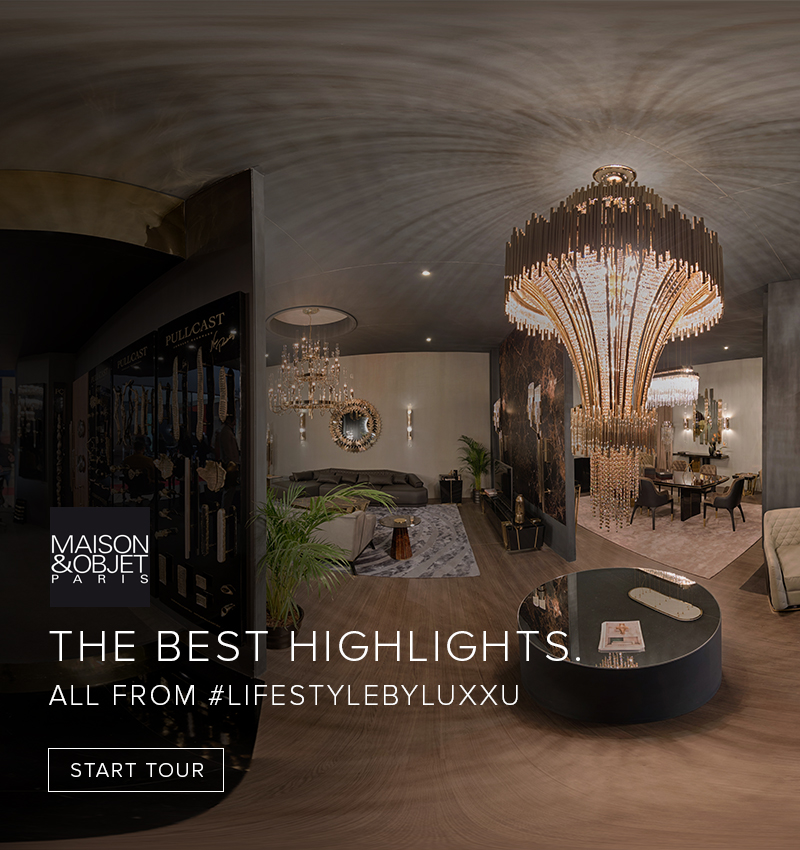 PULLCAST
PULLCAST
MAISON
&OBJET
PARIS
THE BEST HIGHLIGHTS.
ALL FROM #LIFESTYLEBYLUXXU
START TOUR